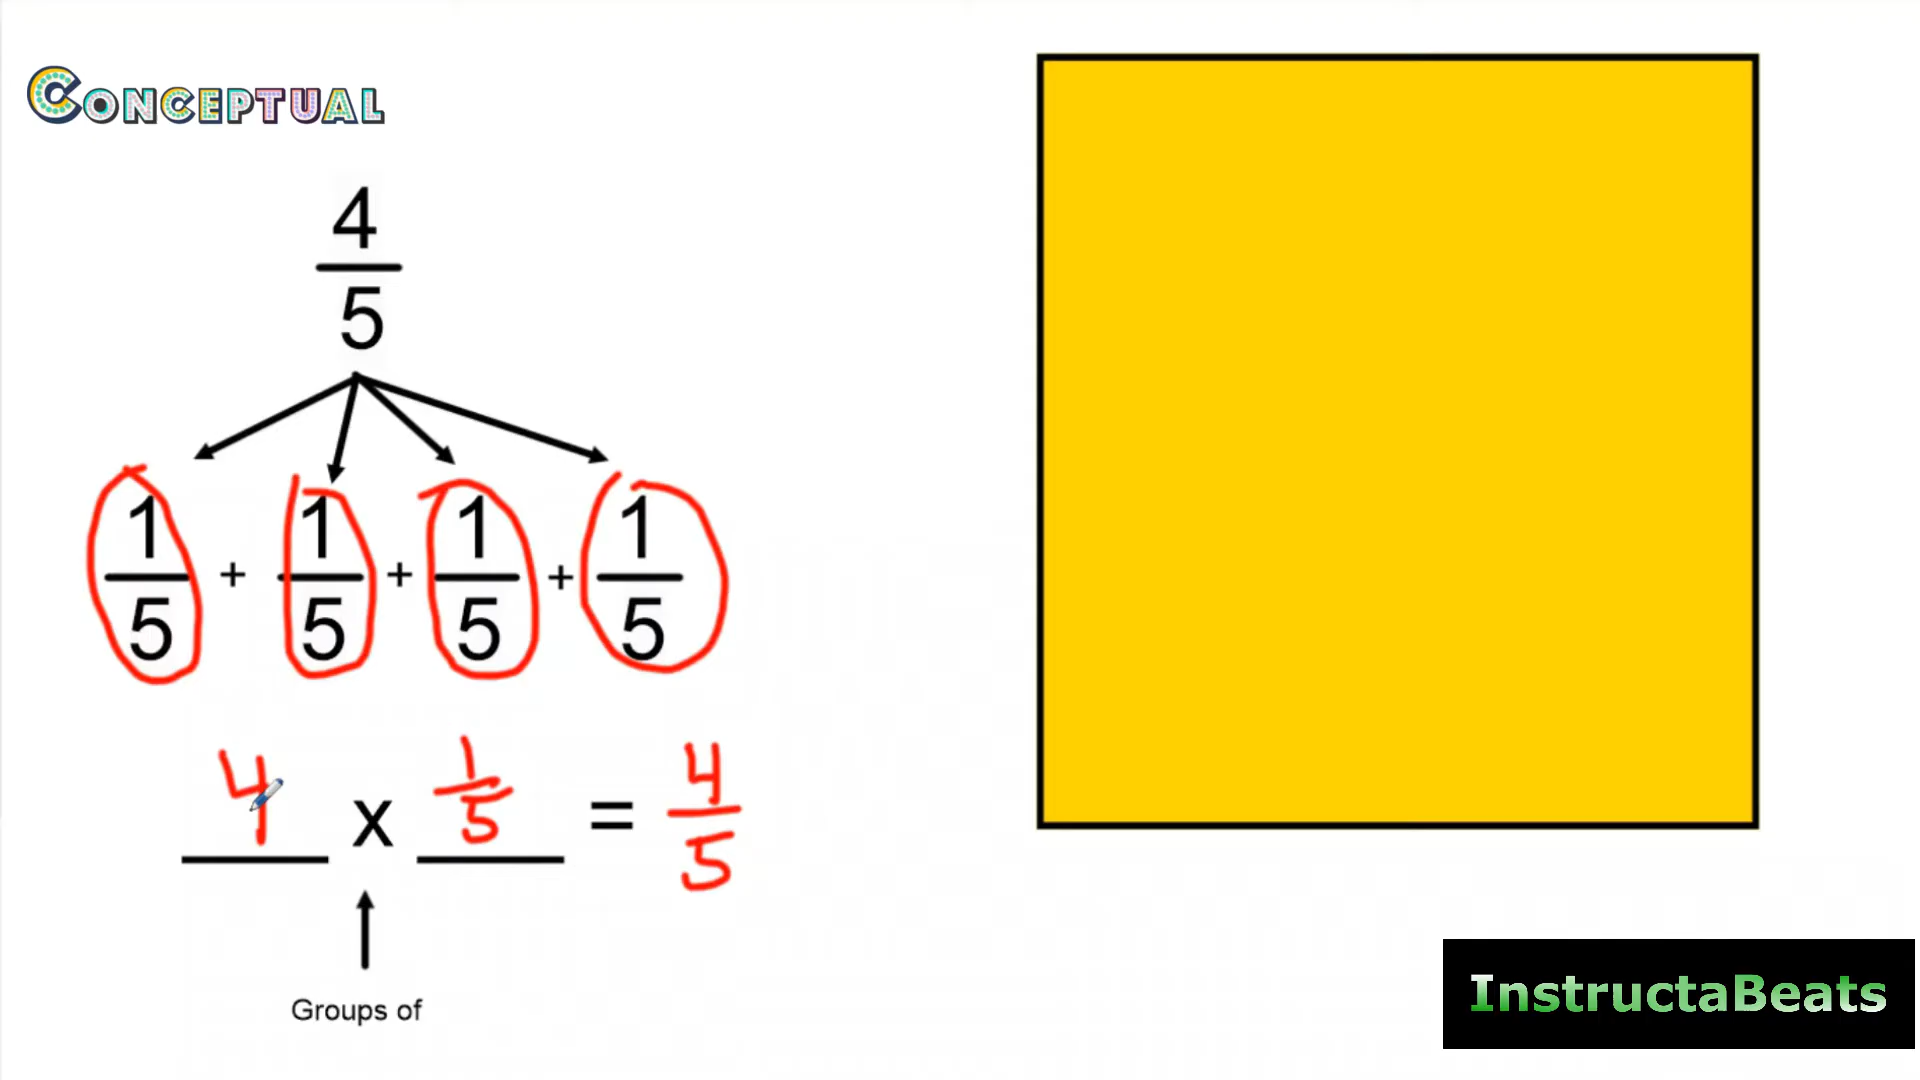 CONCEPTUAL
4
5
1 1 1 1
+ + +
5 5 5 5
4 x 1/5 = 4/5
Groups of
InstructaBeats